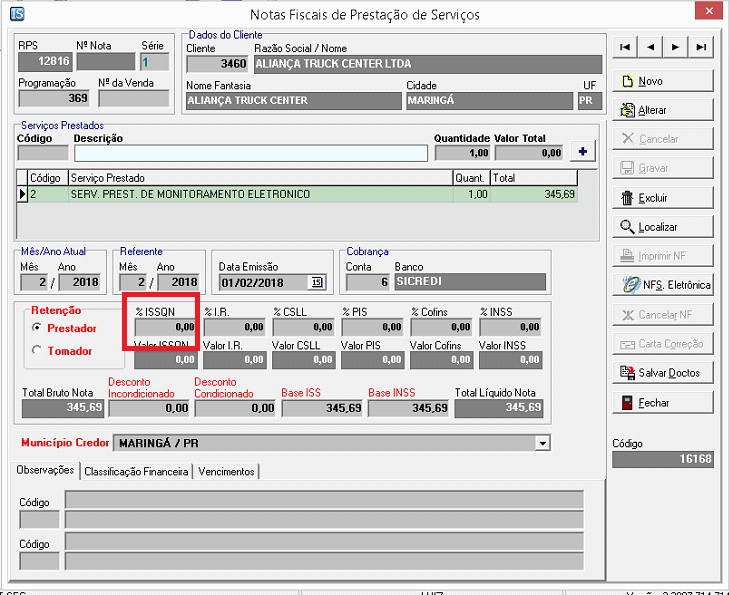 Notas Fiscais de Prestação de Serviços
RPS Nº Nota Série
12816 1
Programação Nº da Venda
369
Dados do Cliente
Cliente Razão Social / Nome
3460 ALIANÇA TRUCK CENTER LTDA
Nome Fantasia Cidade UF
ALIANÇA TRUCK CENTER MARINGÁ PR
Serviços Prestados
Código Descrição Quantidade Valor Total
1,00 0,00 +
Código Serviço Prestado Quant. Total
2 SERV. PREST. DE MONITORAMENTO ELETRONICO 1,00 345,69
Mês/Ano Atual Referente Cobrança
Mês Ano Mês Ano Data Emissão Conta Banco
2 / 2018 2 / 2018 01/02/2018 15 6 SICREDI
Retenção
Prestador
Tomador
% ISSQN % I.R. % CSLL % PIS % Cofins % INSS
0,00 0,00 0,00 0,00 0,00 0,00
Valor ISSQN Valor I.R. Valor CSLL Valor PIS Valor Cofins Valor INSS
0,00 0,00 0,00 0,00 0,00 0,00
Total Bruto Nota Desconto Incondicionado Desconto Condicionado Base ISS Base INSS Total Líquido Nota
345,69 0,00 0,00 345,69 345,69 345,69
Município Credor MARINGÁ / PR
Observações Classificação Financeira Vencimentos
Código
Código
Novo
Alterar
Cancelar
Gravar
Excluir
Localizar
Imprimir NF
NFS. Eletrônica
Cancelar NF
Carta Correção
Salvar Doctos
Fechar
Código
16168